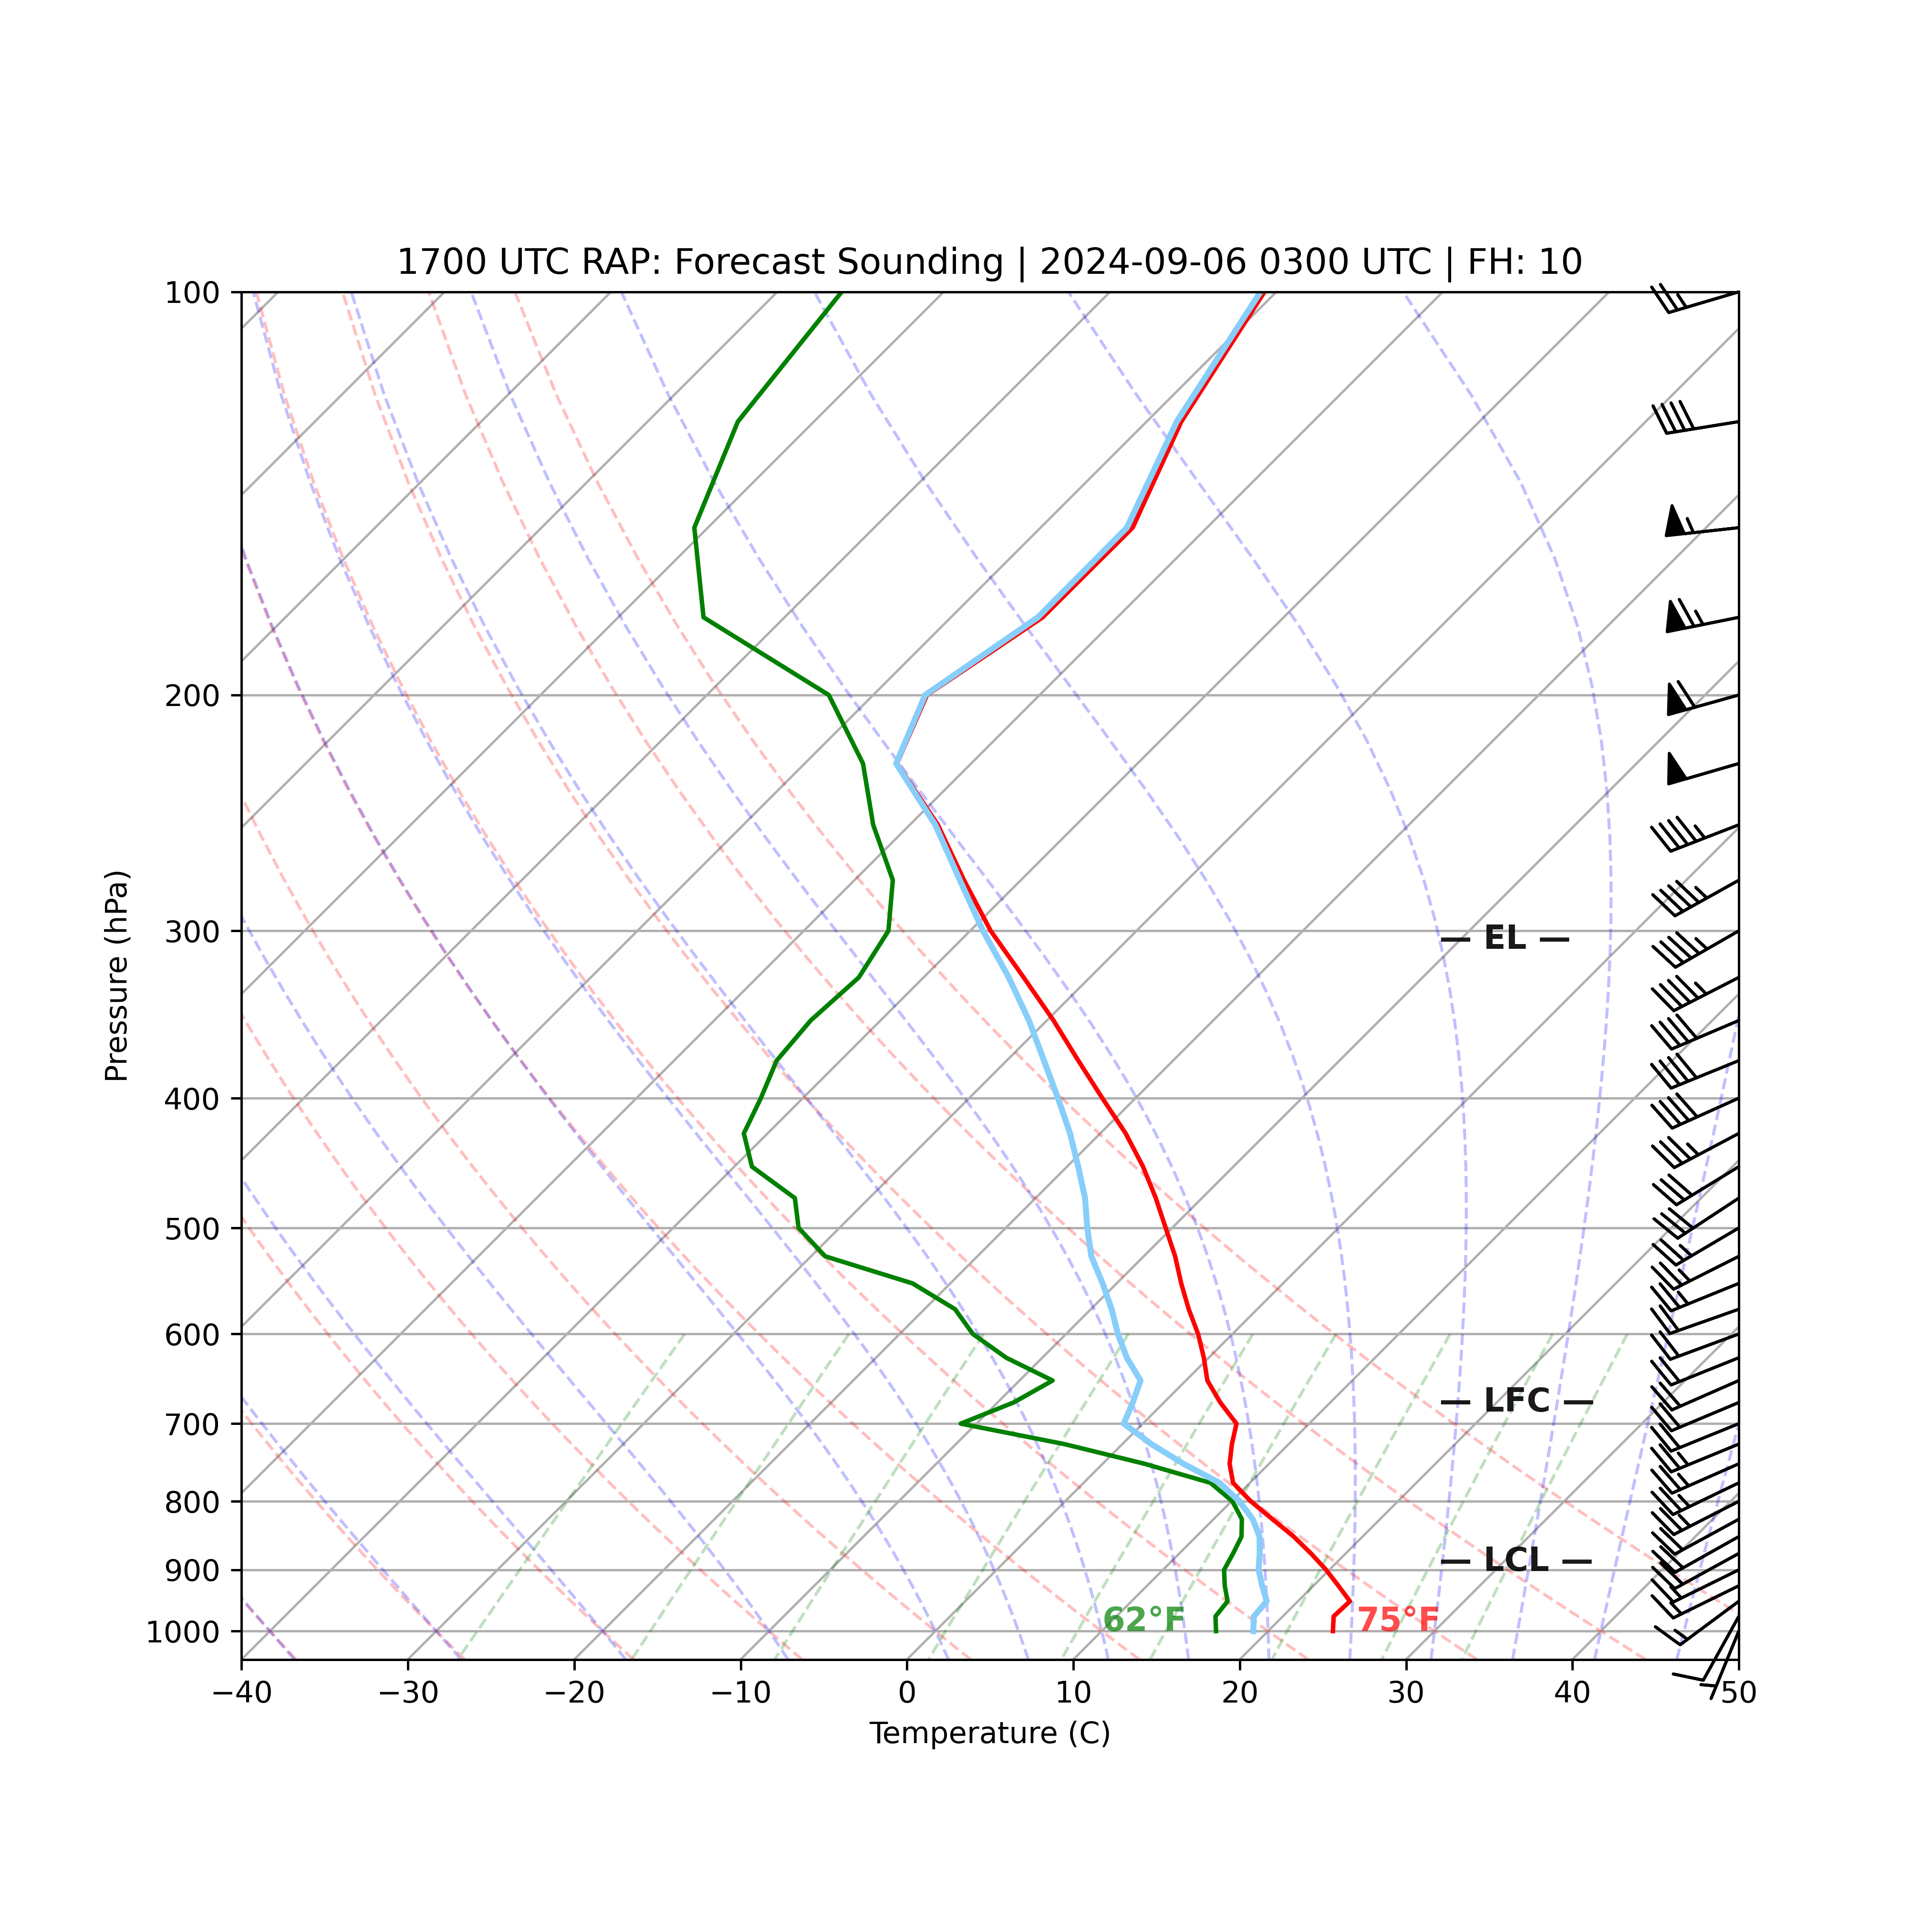 1700 UTC RAP: Forecast Sounding | 2024-09-06 0300 UTC | FH: 10
100
200
300
— EL —
400
Pressure (hPa)
500
600
— LFC —
700
800
— LCL —
900
62°F 75°F
1000
−40 −30 −20 −10 0 10 20 30 40 50
Temperature (C)